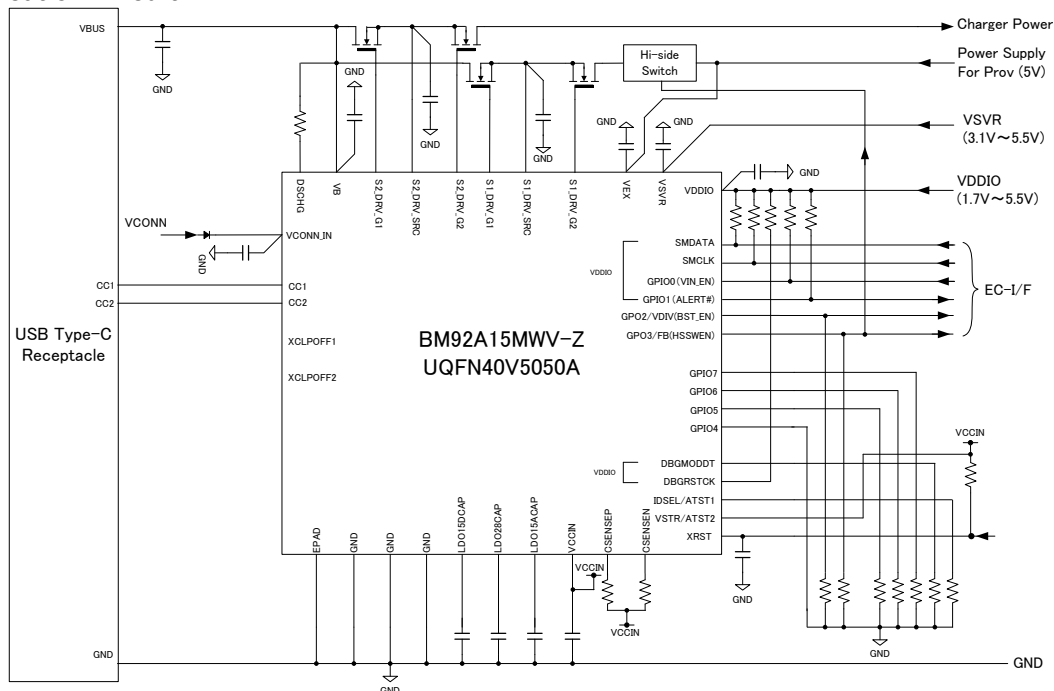 VBUS
Charger Power
Power Supply
For Prov (5V)
Hi-side
Switch
GND
GND
GND
GND
GND
GND
VSVR
(3.1V～5.5V)
DSCHG
VB
S2_DRV_G1
S2_DRV_SRC
S2_DRV_G2
S1_DRV_G1
S1_DRV_SRC
S1_DRV_G2
VEX
VSVR
GND
VDDIO
VDDIO
(1.7V～5.5V)
VCONN
VCONN_IN
GND
SMDATA
SMCLK
VDDIO
GPIO0(VIN_EN)
GPIO1(ALERT#)
EC-I/F
CC1
CC1
CC2
CC2
GPO2/VDIV(BST_EN)
GPO3/FB(HSSWEN)
USB Type-C
Receptacle
XCLPOFF1
XCLPOFF2
BM92A15MWV-Z
UQFN40V5050A
GPIO7
GPIO6
GPIO5
GPIO4
VCCIN
VDDIO
DBGMODDT
DBGRSTCK
IDSEL/ATST1
VSTR/ATST2
XRST
EPAD
GND
GND
GND
LDO15DCAP
LDO28CAP
LDO15ACAP
VCCIN
CSENSEP
CSENSEN
VCCIN
VCCIN
GND
GND
GND
GND
GND